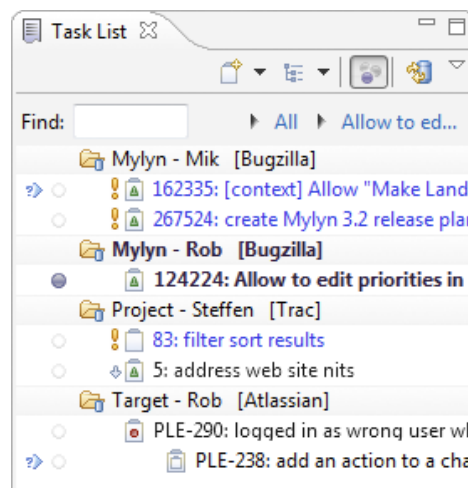 Task List
Find: All Allow to ed...
Mylyn - Mik [Bugzilla]
162335: [context] Allow "Make Land
267524: create Mylyn 3.2 release plan
Mylyn - Rob [Bugzilla]
124224: Allow to edit priorities in
Project - Steffen [Trac]
83: filter sort results
5: address web site nits
Target - Rob [Atlassian]
PLE-290: logged in as wrong user wh
PLE-238: add an action to a cha